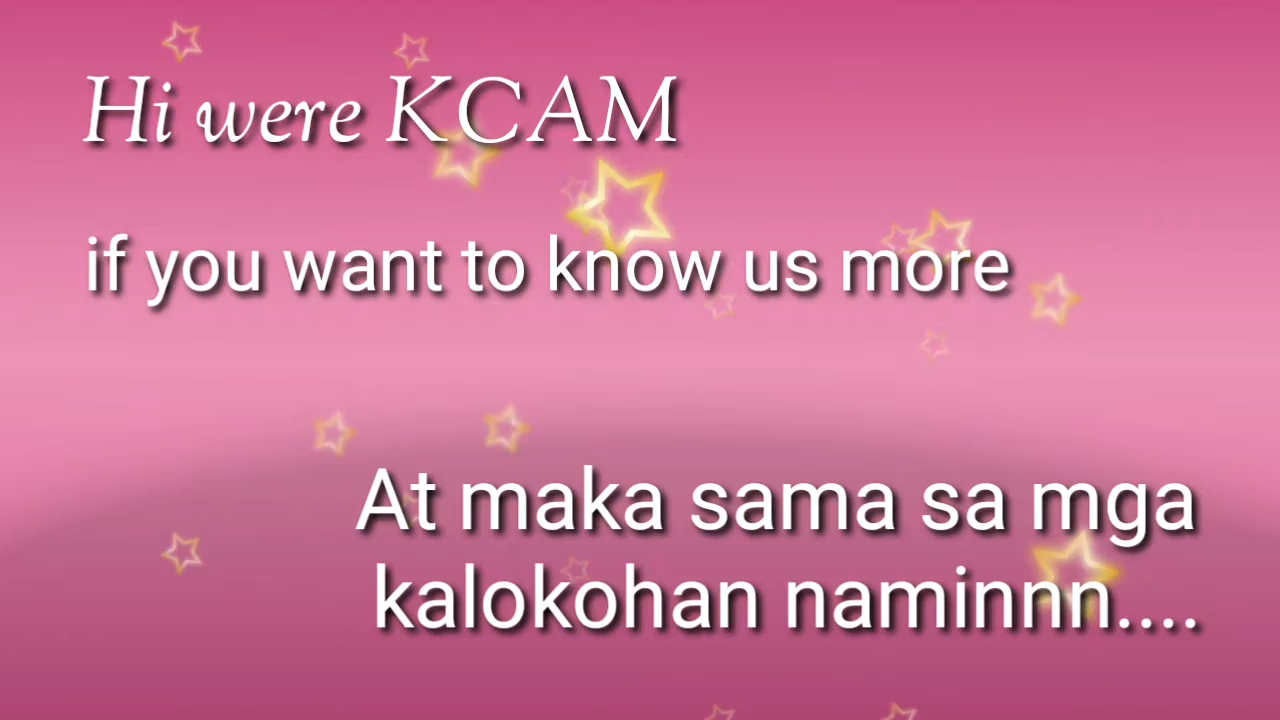 Hi were KCAM
if you want to know us more
At maka sama sa mga
kalokohan naminnn....